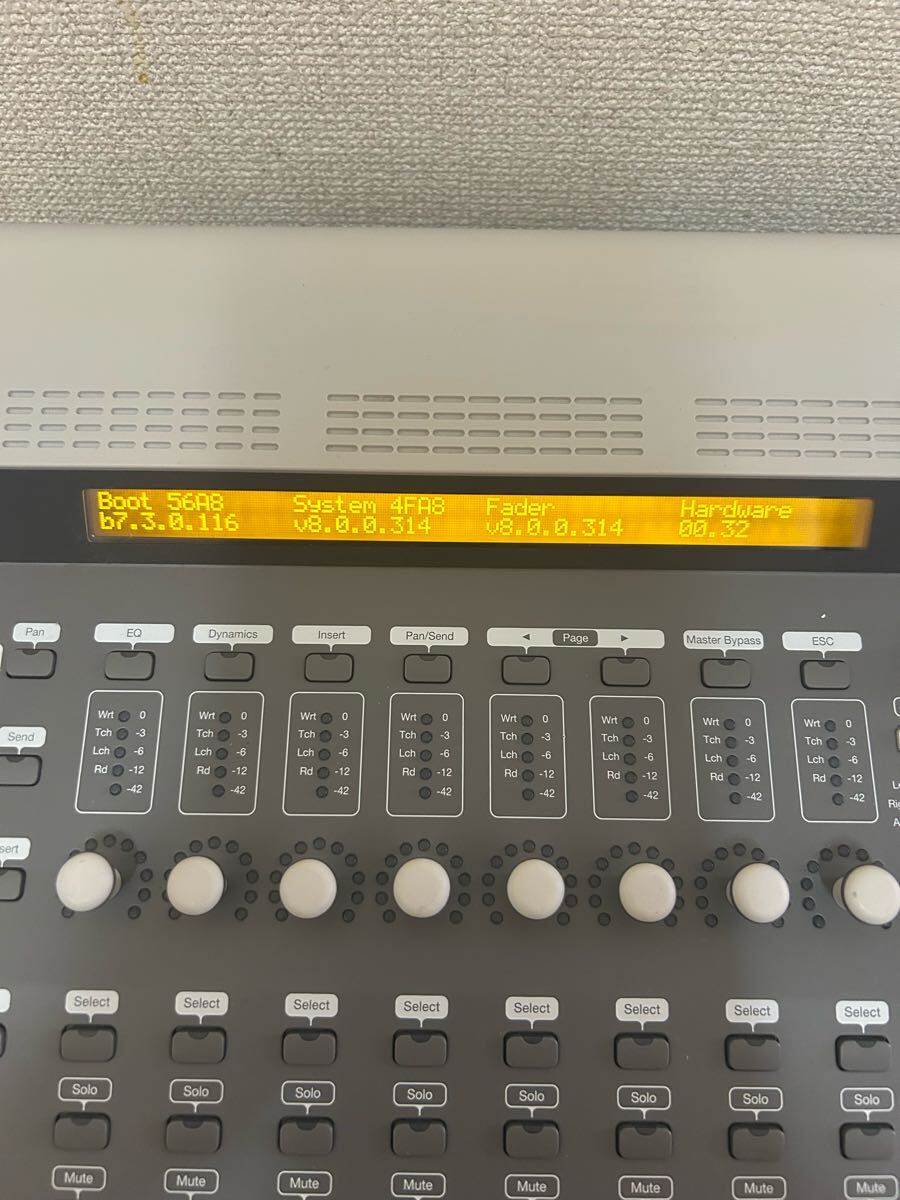 Boot 56A8 System 4FA8 Fader Hardware
b7.3.0.116 v8.0.0.314 v8.0.0.314 00.32
Pan EQ Dynamics Insert Pan/Send ◄ Page ► Master Bypass ESC
Wrt 0 Wrt 0 Wrt 0 Wrt 0 Wrt 0 Wrt 0 Wrt 0 Wrt 0
Send Tch -3 Tch -3 Tch -3 Tch -3 Tch -3 Tch -3 Tch -3 Tch -3
Lch -6 Lch -6 Lch -6 Lch -6 Lch -6 Lch -6 Lch -6 Lch -6
Rd -12 Rd -12 Rd -12 Rd -12 Rd -12 Rd -12 Rd -12 Rd -12
-42 -42 -42 -42 -42 -42 -42 -42
sert
Select Select Select Select Select Select Select Select
Solo Solo Solo Solo Solo Solo Solo Solo
Mute Mute Mute Mute Mute Mute Mute Mute